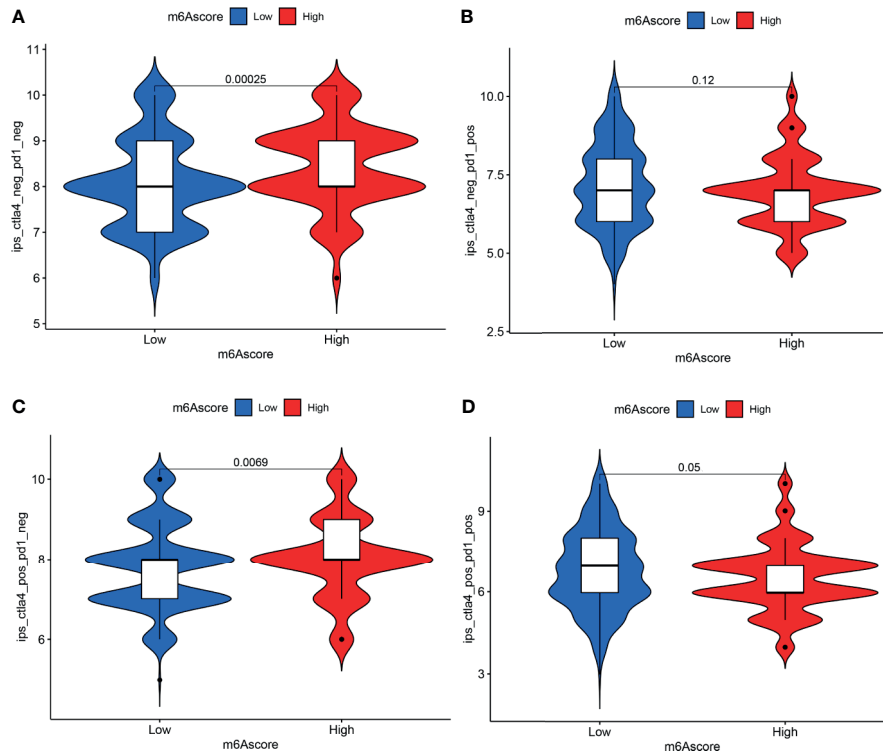 A
m6Ascore Low High
11
10
9
8
7
6
5
0.00025
ips_ctla4_neg_pd1_neg
Low High
m6Ascore
B
m6Ascore Low High
10.0
7.5
5.0
2.5
0.12
ips_ctla4_neg_pd1_pos
Low High
m6Ascore
C
m6Ascore Low High
10
8
6
0.0069
ips_ctla4_pos_pd1_neg
Low High
m6Ascore
D
m6Ascore Low High
9
6
3
0.05
ips_ctla4_pos_pd1_pos
Low High
m6Ascore